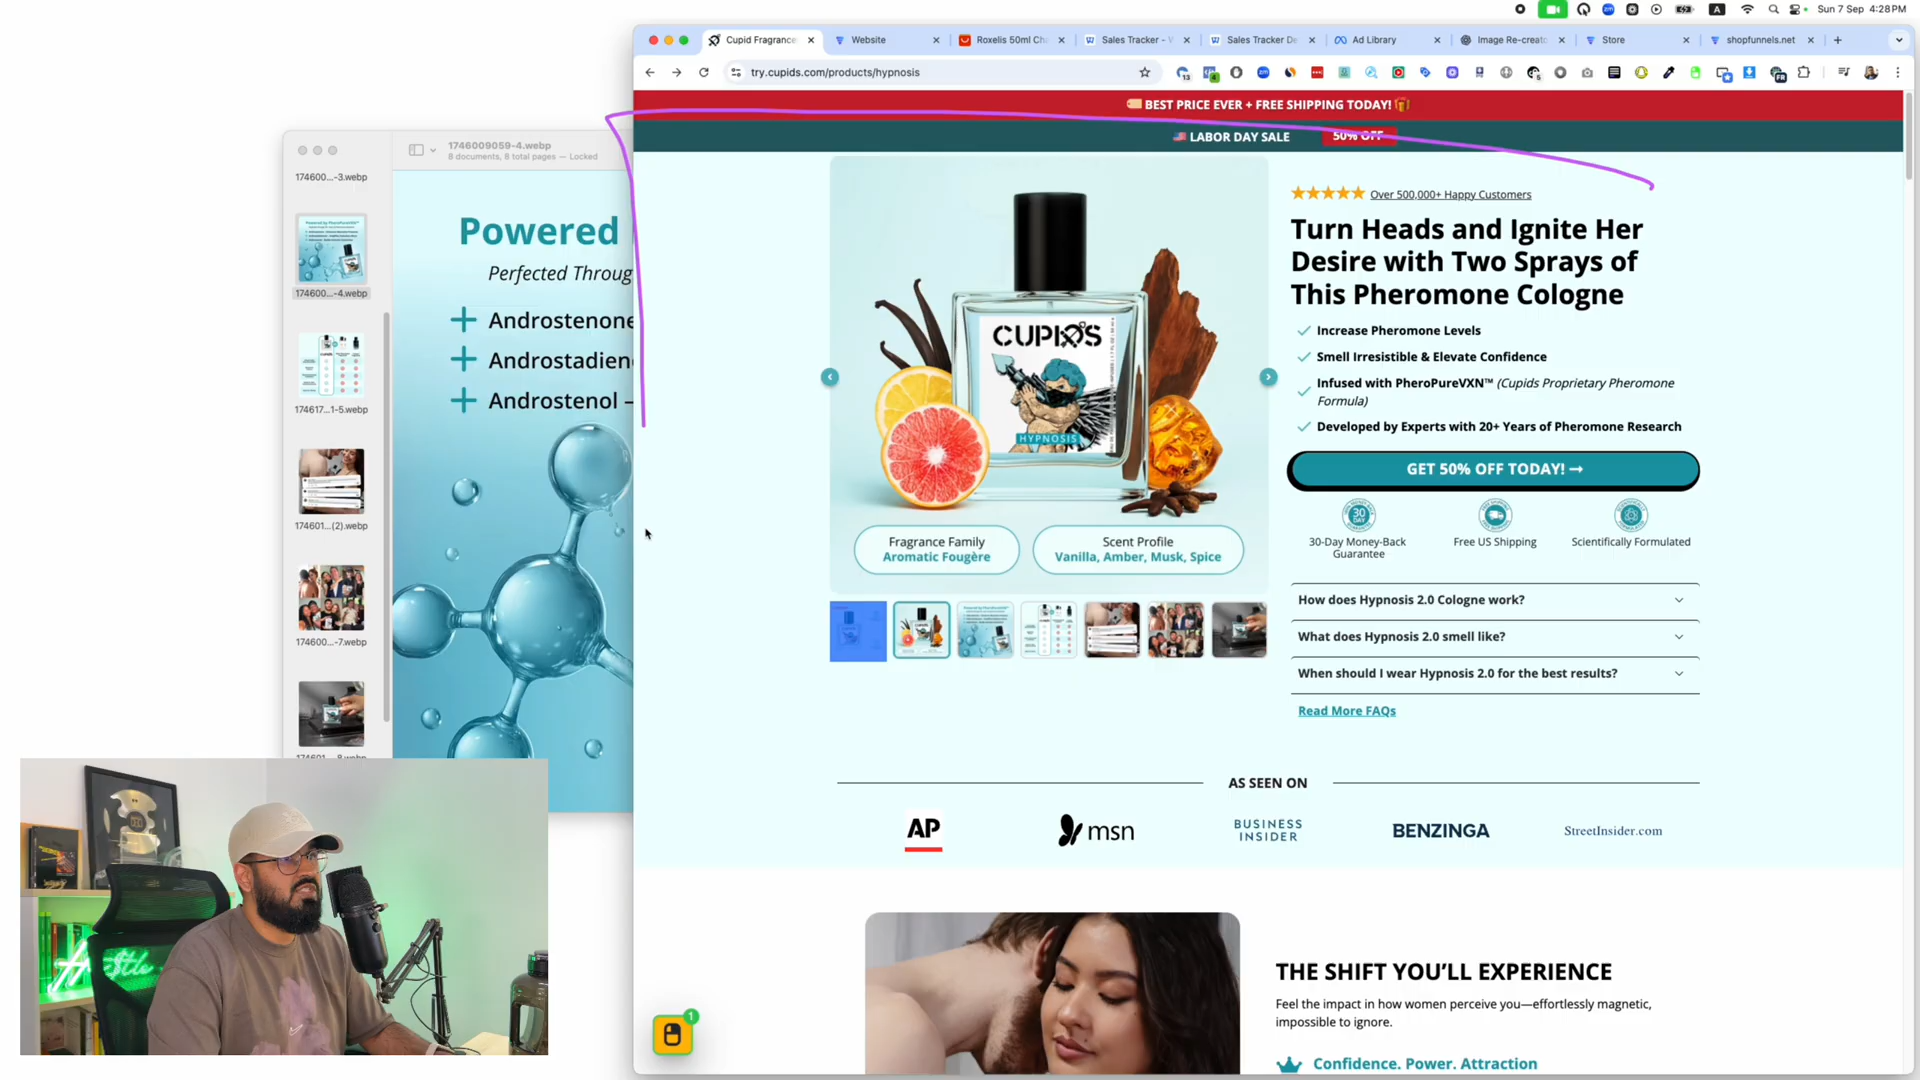 Sun 7 Sep 4:28PM
Cupid Fragrance
Website
Roxelis 50ml Ch
Sales Tracker -
Sales Tracker De
Ad Library
Image Re-creat
Store
shopfunnels.net
try.cupids.com/products/hypnosis
BEST PRICE EVER + FREE SHIPPING TODAY!
LABOR DAY SALE 50% OFF
1746009059-4.webp
8 documents, 8 total pages — Locked
174600...-3.webp
174600...-4.webp
174617...1-5.webp
174601...(2).webp
174600...-7.webp
Powered
Perfected Throug
Androstenone
Androstadien
Androstenol –
CUPIDS
HYPNOSIS
Fragrance Family
Aromatic Fougère
Scent Profile
Vanilla, Amber, Musk, Spice
Over 500,000+ Happy Customers
Turn Heads and Ignite Her
Desire with Two Sprays of
This Pheromone Cologne
Increase Pheromone Levels
Smell Irresistible & Elevate Confidence
Infused with PheroPureVXN™ (Cupids Proprietary Pheromone
Formula)
Developed by Experts with 20+ Years of Pheromone Research
GET 50% OFF TODAY! →
30 DAY
30-Day Money-Back
Guarantee
Free US Shipping
Scientifically Formulated
How does Hypnosis 2.0 Cologne work?
What does Hypnosis 2.0 smell like?
When should I wear Hypnosis 2.0 for the best results?
Read More FAQs
AS SEEN ON
AP
msn
BUSINESS
INSIDER
BENZINGA
StreetInsider.com
THE SHIFT YOU'LL EXPERIENCE
Feel the impact in how women perceive you—effortlessly magnetic,
impossible to ignore.
Confidence. Power. Attraction
1